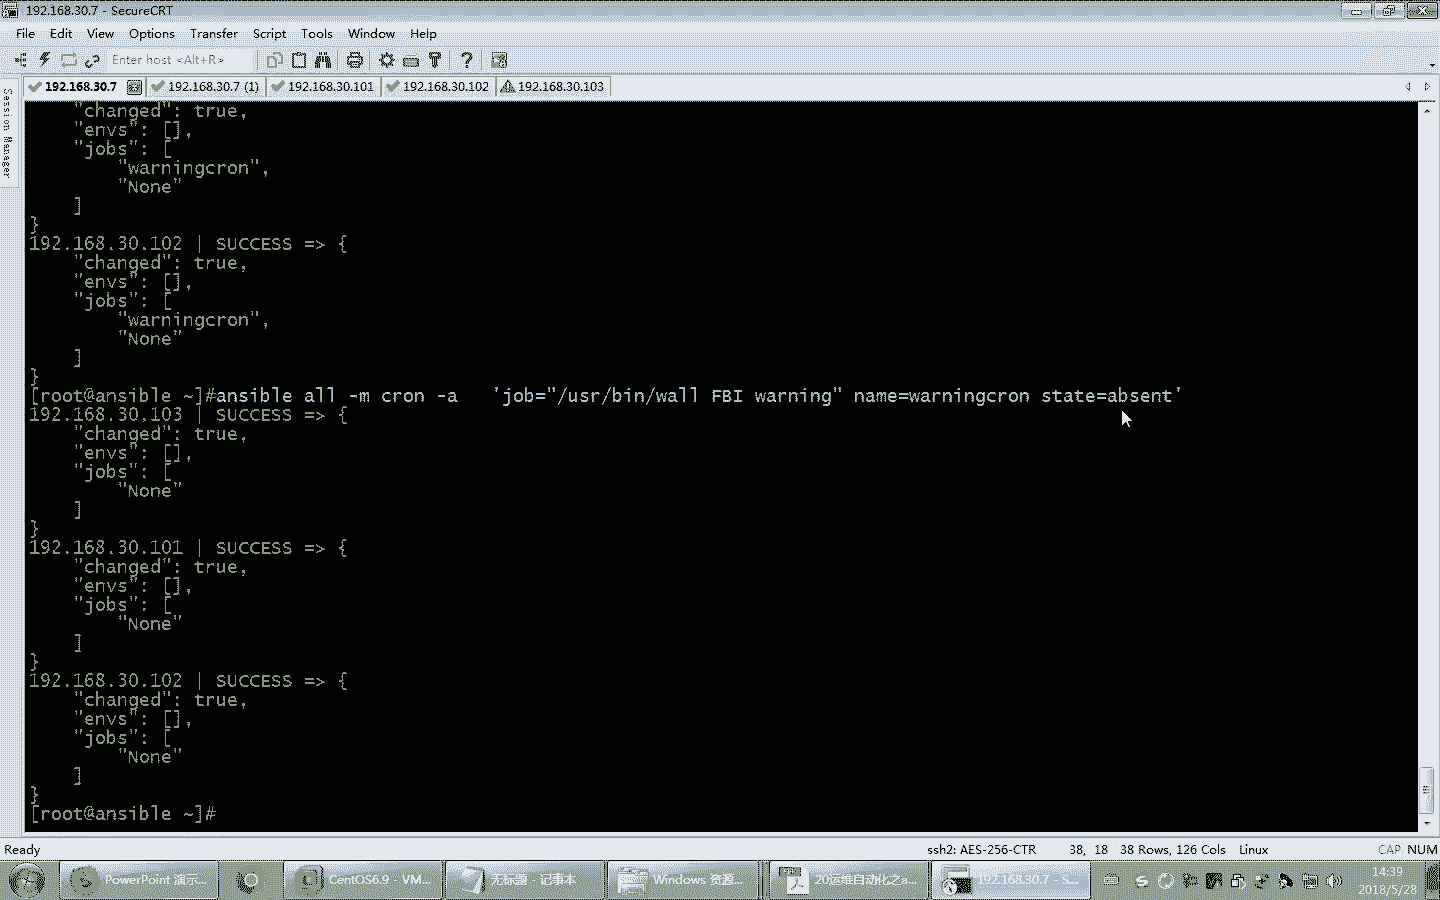 192.168.30.7 - SecureCRT
File Edit View Options Transfer Script Tools Window Help
Enter host <Alt+R>
192.168.30.7 192.168.30.7 (1) 192.168.30.101 192.168.30.102 192.168.30.103
Session Manager
"changed": true,
"envs": [],
"jobs": [
"warningcron",
"None"
]
}
192.168.30.102 | SUCCESS => {
"changed": true,
"envs": [],
"jobs": [
"warningcron",
"None"
]
}
[root@ansible ~]#ansible all -m cron -a   'job="/usr/bin/wall FBI warning" name=warningcron state=absent'
192.168.30.103 | SUCCESS => {
"changed": true,
"envs": [],
"jobs": [
"None"
]
}
192.168.30.101 | SUCCESS => {
"changed": true,
"envs": [],
"jobs": [
"None"
]
}
192.168.30.102 | SUCCESS => {
"changed": true,
"envs": [],
"jobs": [
"None"
]
}
[root@ansible ~]#
Ready ssh2: AES-256-CTR 38, 18 38 Rows, 126 Cols Linux CAP NUM
PowerPoint 演示... CentOS6.9 - VM... 无标题 - 记事本 Windows 资源... 20运维自动化之a... 192.168.30.7 - S... 14:39
2018/5/28